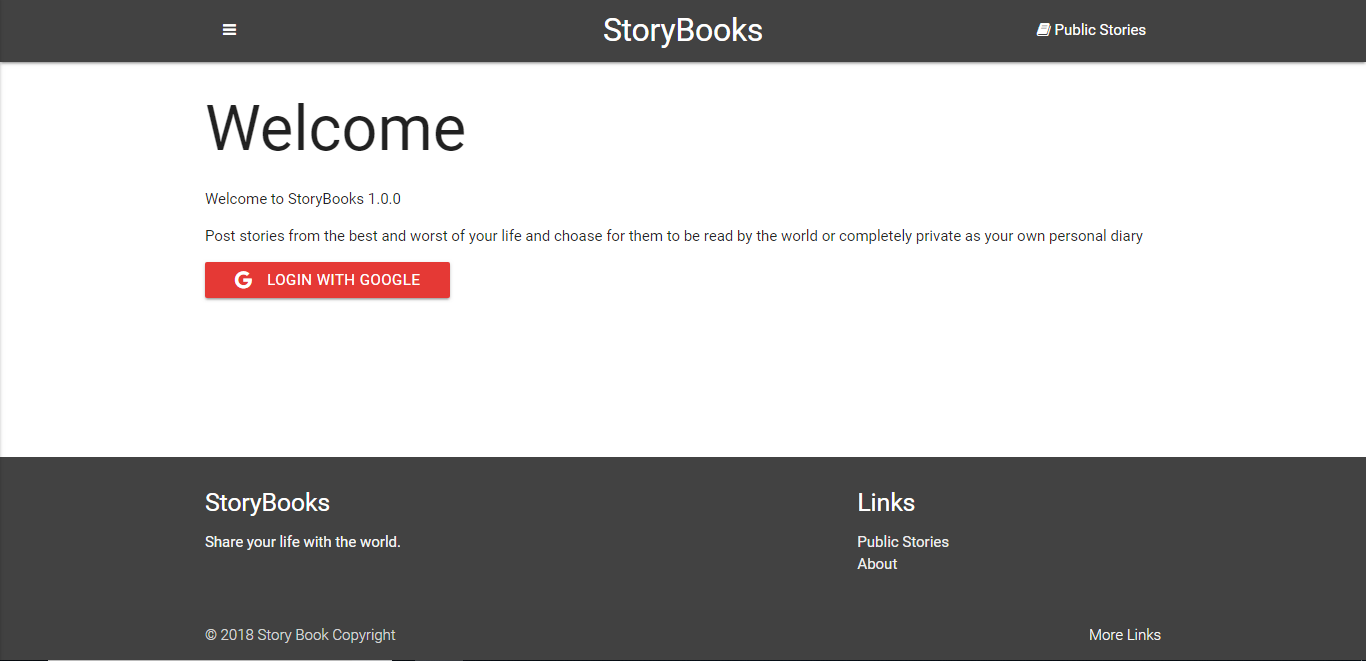 StoryBooks
Public Stories
Welcome
Welcome to StoryBooks 1.0.0
Post stories from the best and worst of your life and choase for them to be read by the world or completely private as your own personal diary
LOGIN WITH GOOGLE
StoryBooks
Share your life with the world.
Links
Public Stories
About
© 2018 Story Book Copyright
More Links